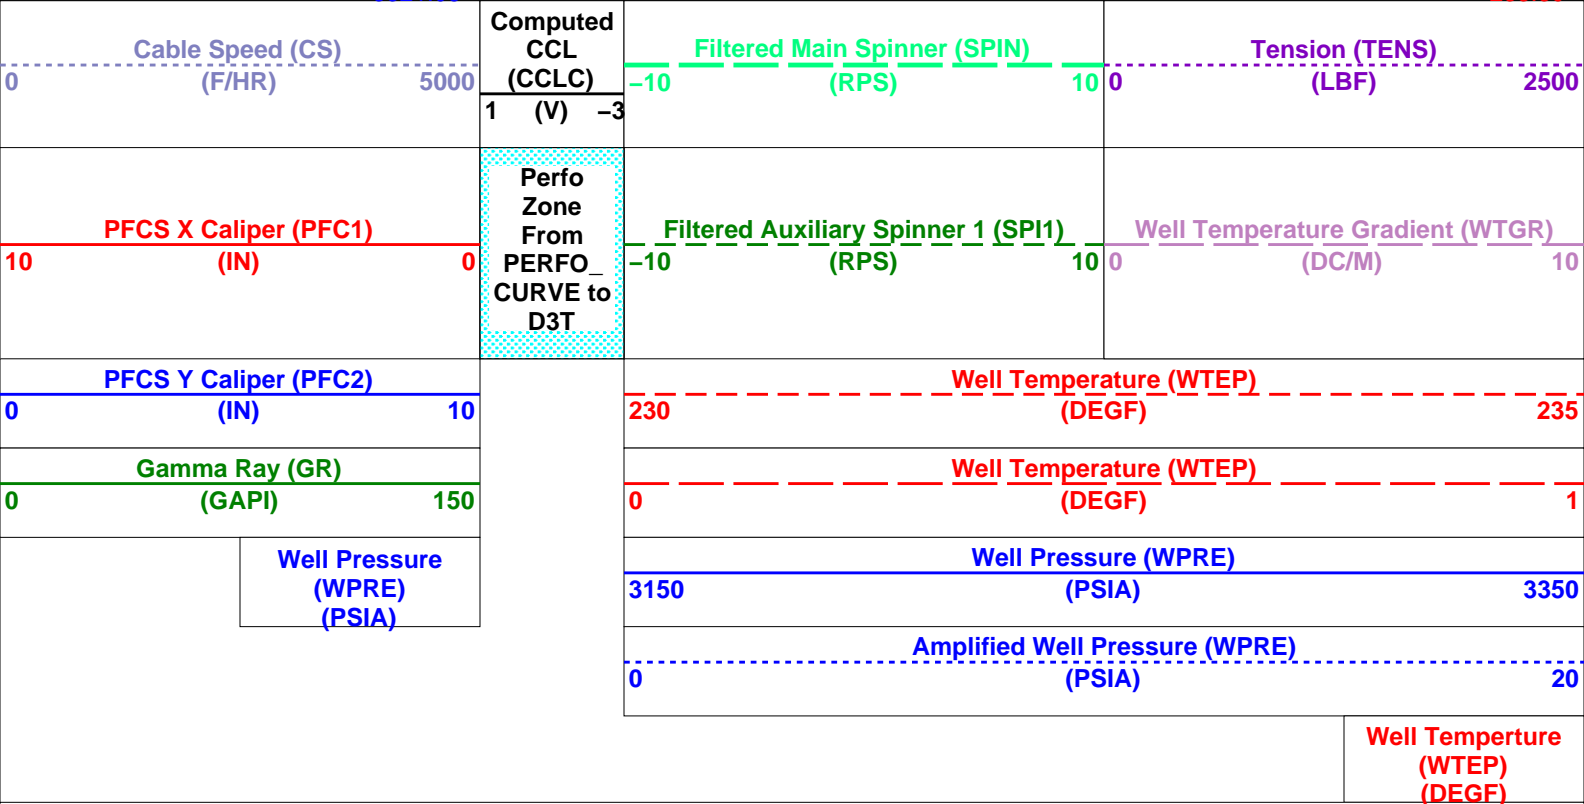 Cable Speed (CS)
0 (F/HR) 5000
Computed
CCL
(CCLC)
1 (V) −3
Filtered Main Spinner (SPIN)
−10 (RPS) 10
Tension (TENS)
0 (LBF) 2500
PFCS X Caliper (PFC1)
10 (IN) 0
Perfo
Zone
From
PERFO_
CURVE to
D3T
Filtered Auxiliary Spinner 1 (SPI1)
−10 (RPS) 10
Well Temperature Gradient (WTGR)
0 (DC/M) 10
PFCS Y Caliper (PFC2)
0 (IN) 10
Well Temperature (WTEP)
230 (DEGF) 235
Gamma Ray (GR)
0 (GAPI) 150
Well Temperature (WTEP)
0 (DEGF) 1
Well Pressure
(WPRE)
(PSIA)
Well Pressure (WPRE)
3150 (PSIA) 3350
Amplified Well Pressure (WPRE)
0 (PSIA) 20
Well Temperture
(WTEP)
(DEGF)